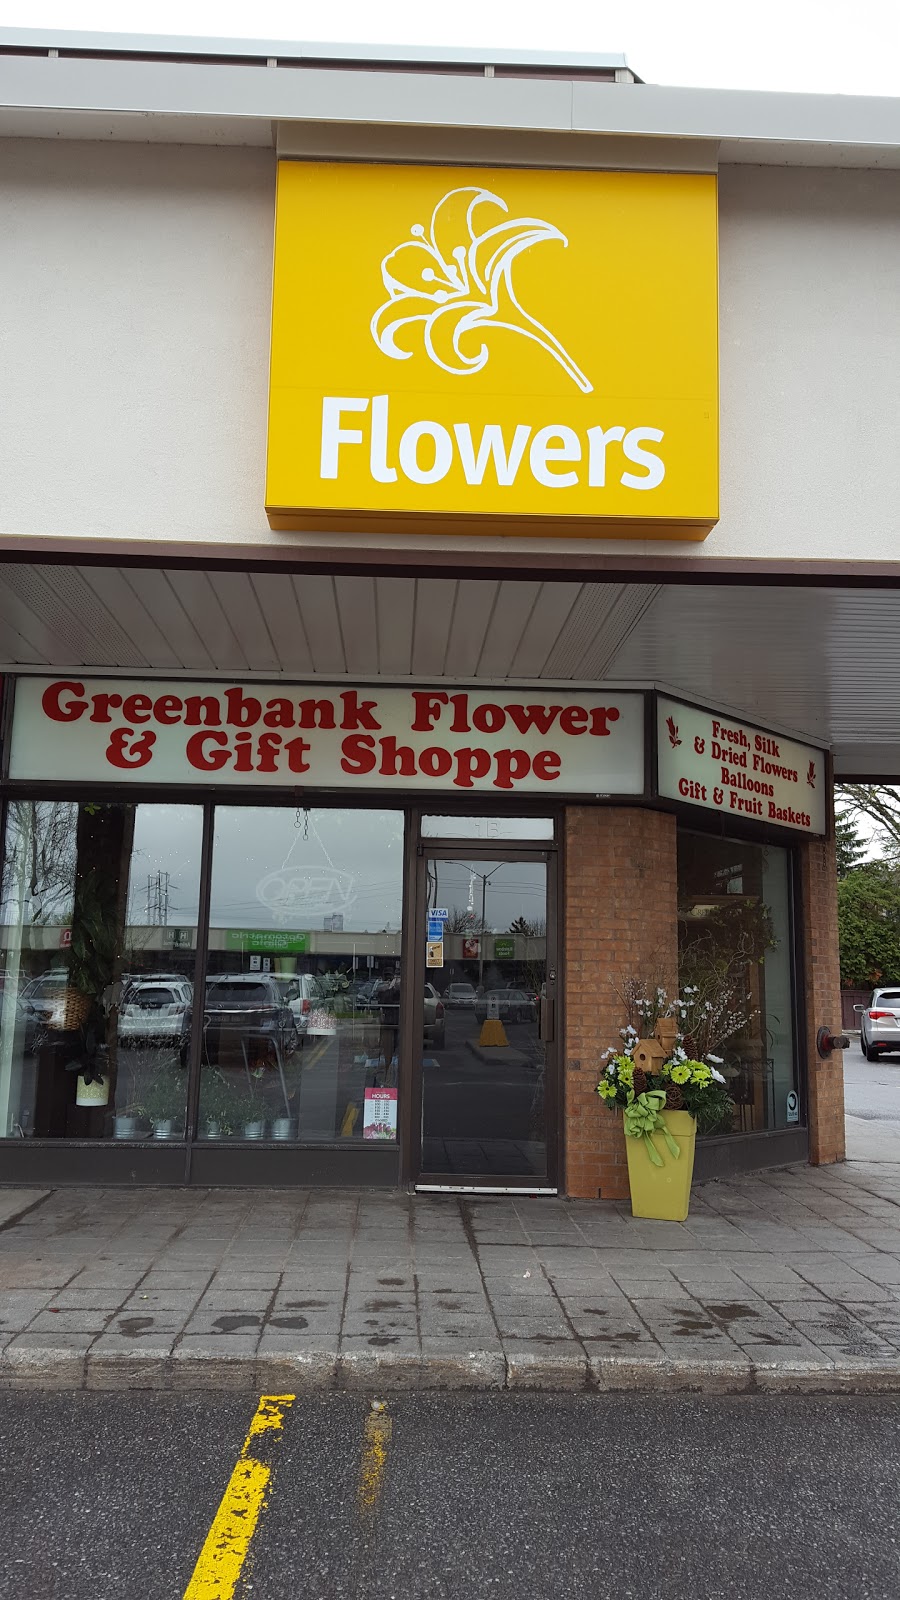 Flowers
Greenbank Flower
& Gift Shoppe
Fresh, Silk
& Dried Flowers
Balloons
Gift & Fruit Baskets
OPEN
VISA
HOURS